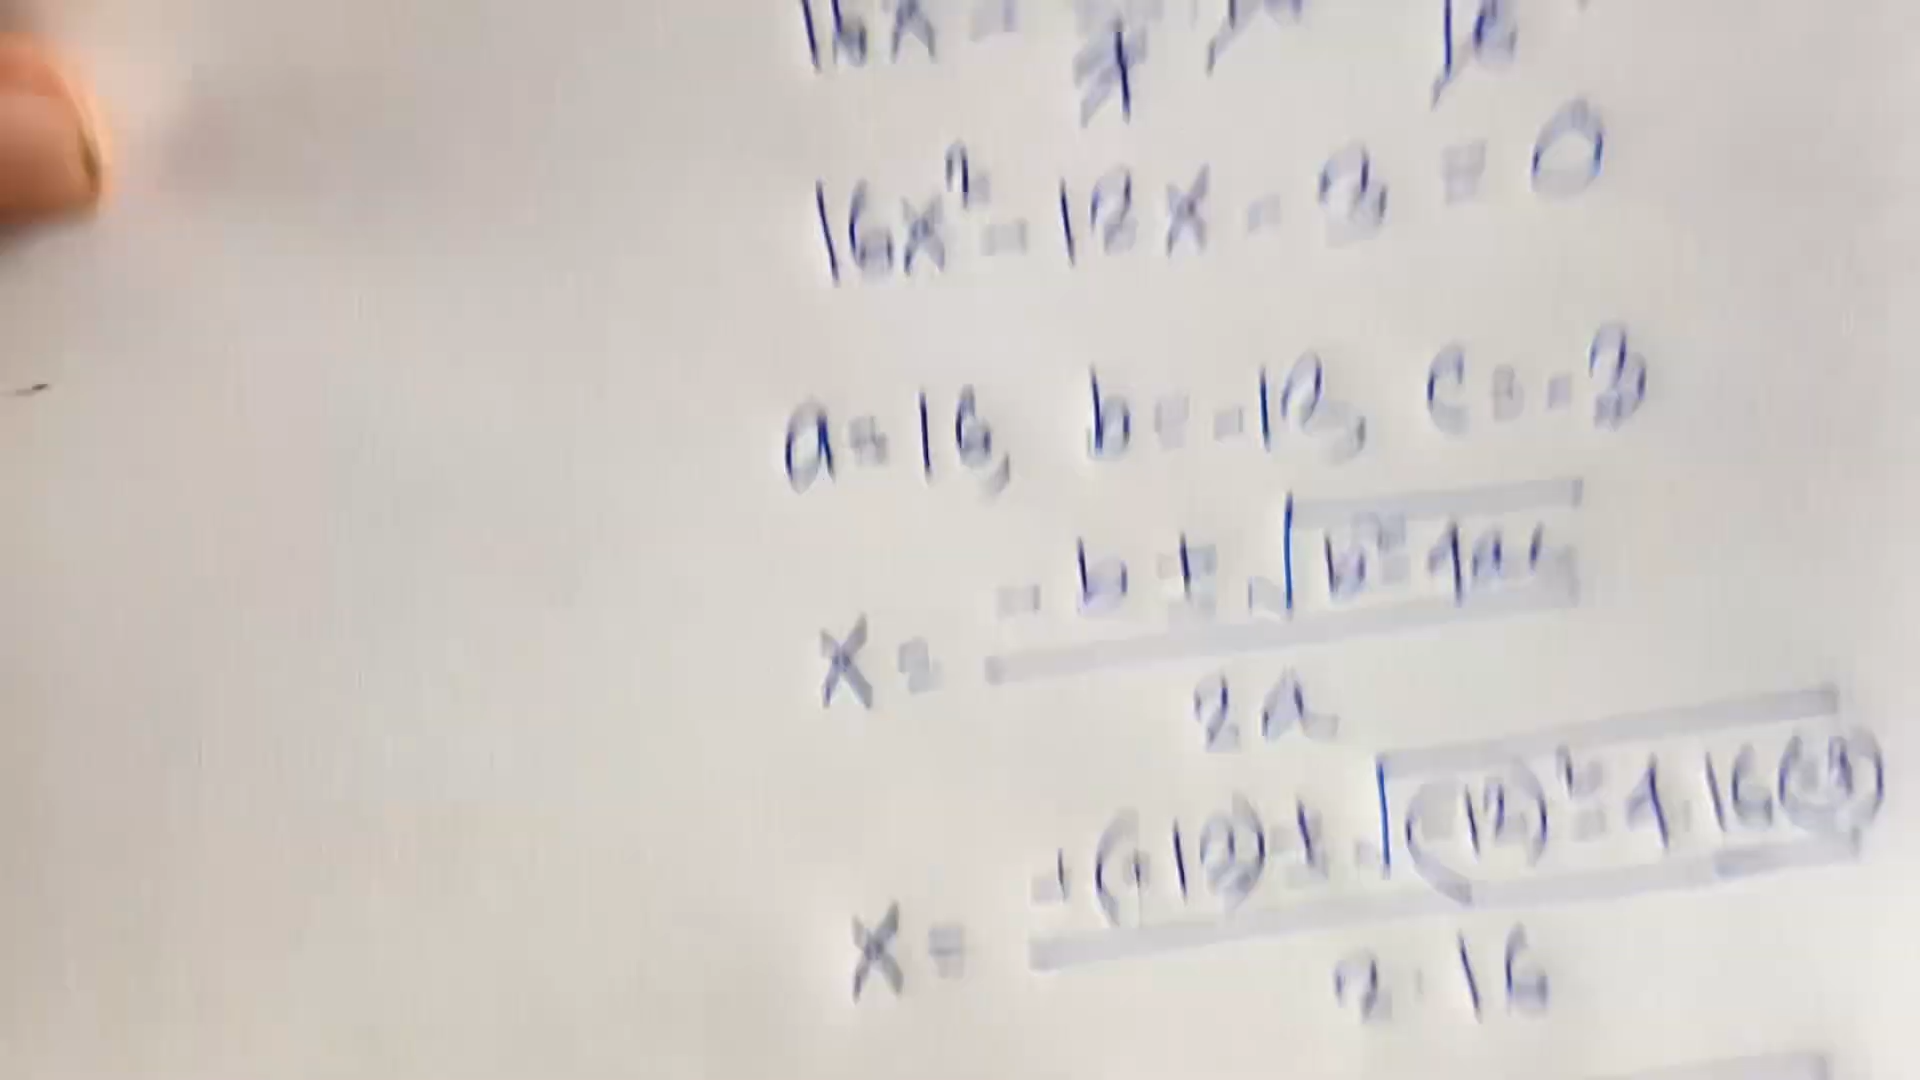 16x² - 12x - 3 = 0
a = 16, b = -12, c = -3
x = (-b ± √(b² - 4ac)) / 2a
x = (-(-12) ± √((-12)² - 4·16(-3))) / 2·16